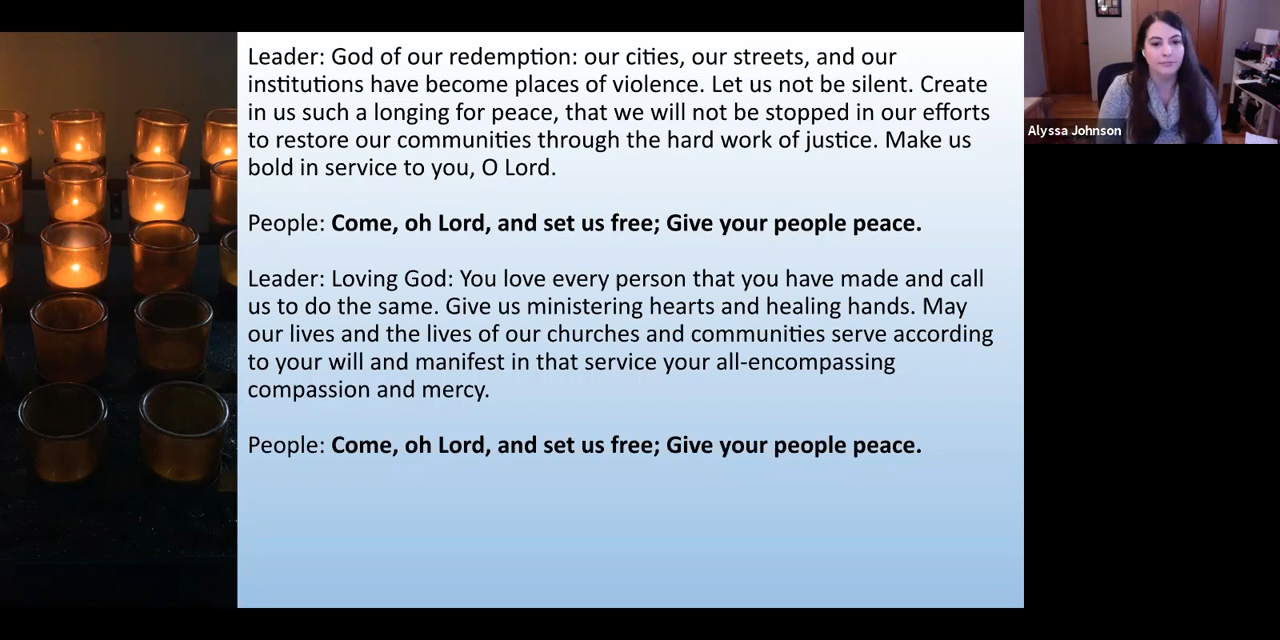 Leader: God of our redemption: our cities, our streets, and our
institutions have become places of violence. Let us not be silent. Create
in us such a longing for peace, that we will not be stopped in our efforts
to restore our communities through the hard work of justice. Make us
bold in service to you, O Lord.
People: Come, oh Lord, and set us free; Give your people peace.
Leader: Loving God: You love every person that you have made and call
us to do the same. Give us ministering hearts and healing hands. May
our lives and the lives of our churches and communities serve according
to your will and manifest in that service your all-encompassing
compassion and mercy.
People: Come, oh Lord, and set us free; Give your people peace.
Alyssa Johnson